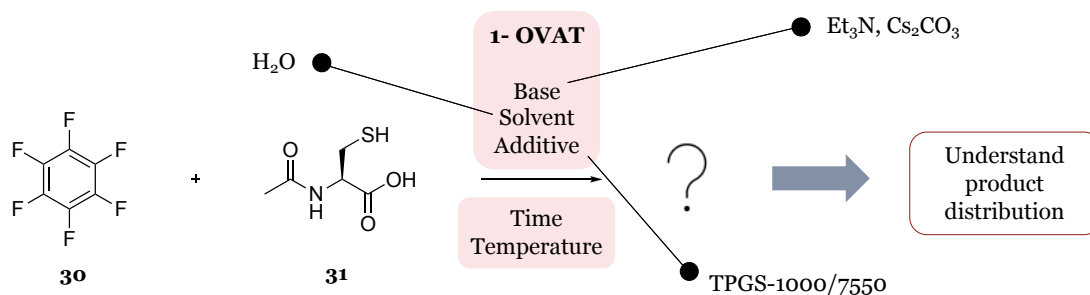 1- OVAT
Et₃N, Cs₂CO₃
H₂O
Base
Solvent
Additive
F
F
F
F
F
F
+
SH
O
N
H
OH
O
Time
Temperature
Understand
product
distribution
?
30
31
TPGS-1000/7550